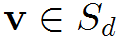 v ∈ S_d